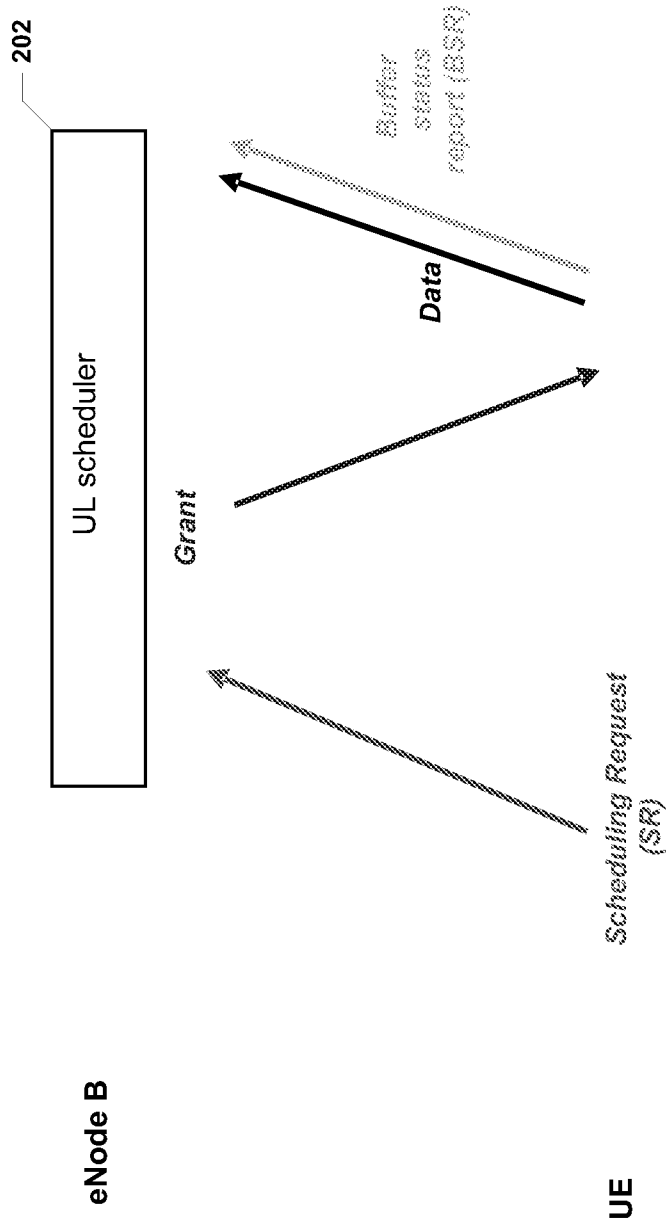 202
UL scheduler
eNode B
Grant
Data
Buffer
status
report (BSR)
Scheduling Request
(SR)
UE